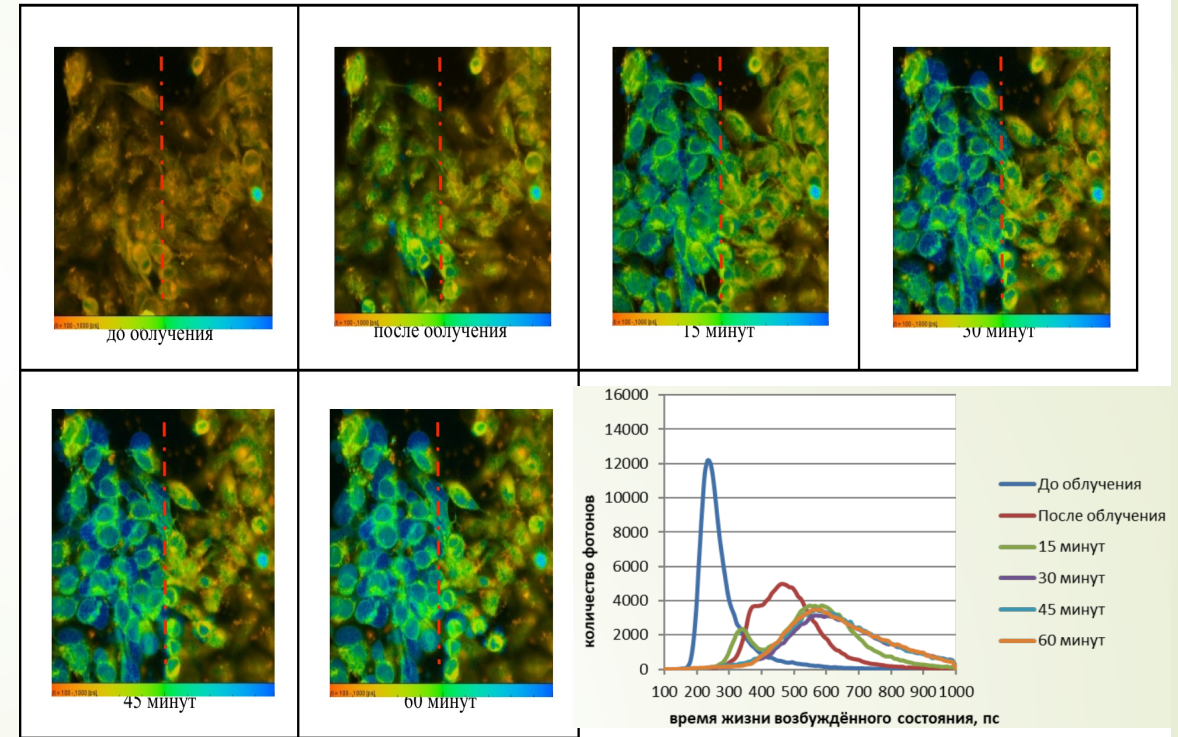 до облучения
после облучения
15 минут
30 минут
45 минут
60 минут
16000
14000
12000
10000
8000
6000
4000
2000
0
100 200 300 400 500 600 700 800 900 1000
количество фотонов
время жизни возбуждённого состояния, пс
До облучения
После облучения
15 минут
30 минут
45 минут
60 минут